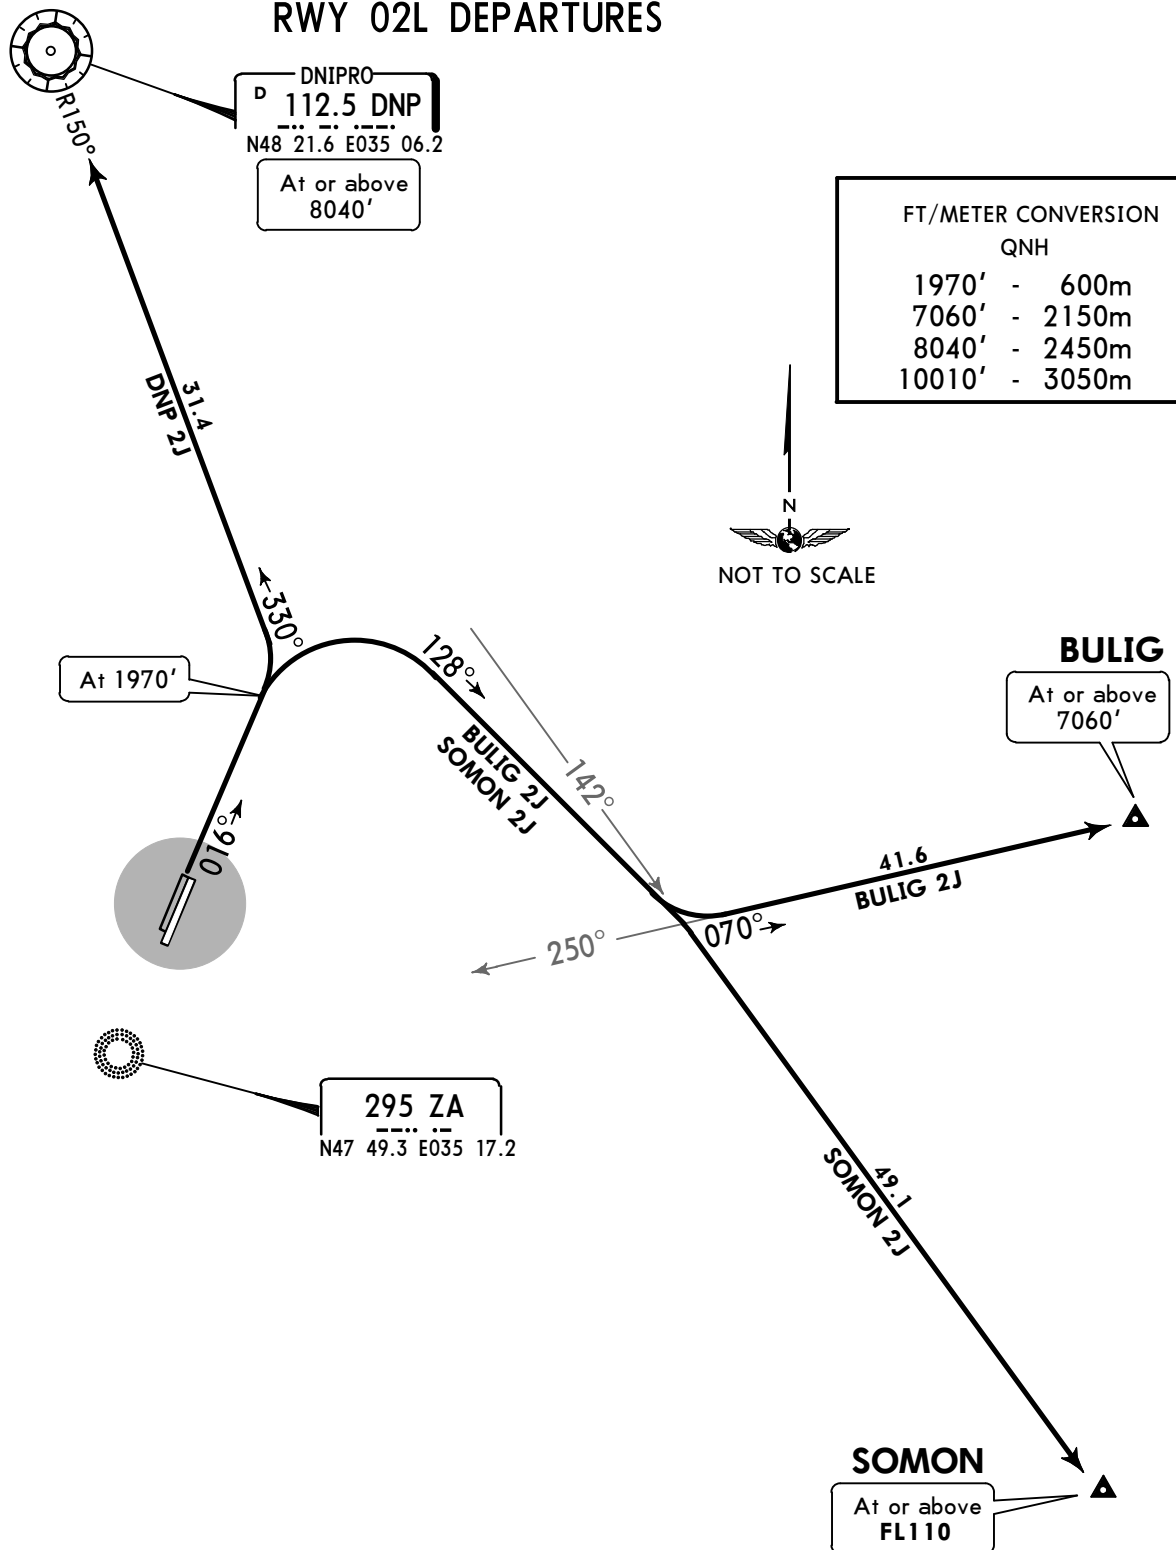 RWY 02L DEPARTURES
DNIPRO
D 112.5 DNP
N48 21.6 E035 06.2
At or above
8040'
R150°
FT/METER CONVERSION
QNH
1970' - 600m
7060' - 2150m
8040' - 2450m
10010' - 3050m
31.4
DNP 2J
N
NOT TO SCALE
330°
128°
At 1970'
BULIG
At or above
7060'
BULIG 2J
SOMON 2J
142°
016°
41.6
BULIG 2J
070°
250°
295 ZA
N47 49.3 E035 17.2
49.1
SOMON 2J
SOMON
At or above
FL110